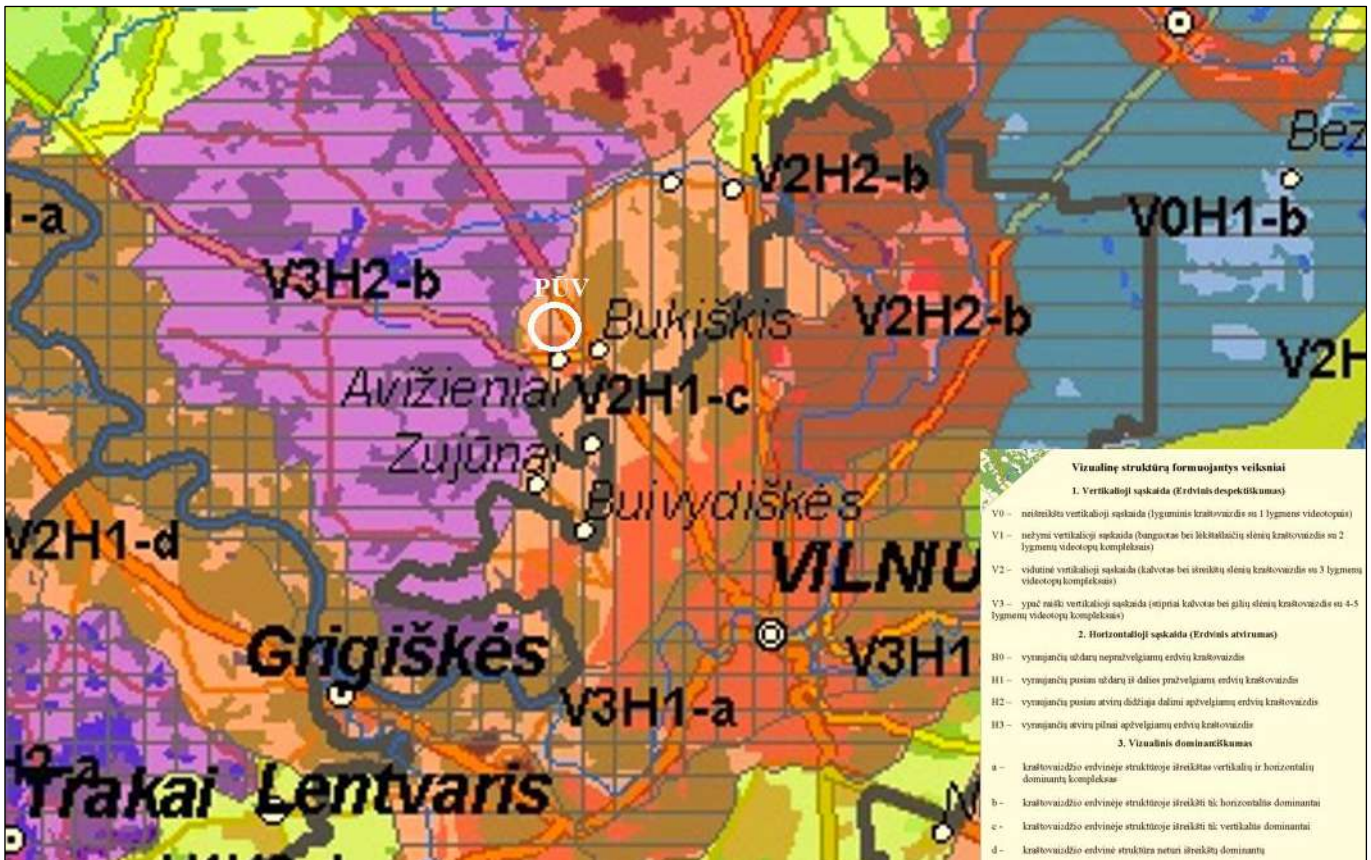 Bez
V2H2-b
V0H1-b
1-a
V3H2-b
PŪV
Bukiškis
V2H2-b
V2H
Avižieniai
V2H1-c
Zujūnai
Buivydiškės
V2H1-d
VILNIU
Grigiškės
V3H1
V3H1-a
H2-a
Trakai
Lentvaris
Vizualinę struktūrą formuojantys veiksniai
1. Vertikalioji sąskaida (Erdvinis despektiškumas)
V0 – neišreikšta vertikalioji sąskaida (lyguminis kraštovaizdis su 1 lygmens videotopais)
V1 – nežymi vertikalioji sąskaida (banguotas bei lėkštašlaičių slėnių kraštovaizdis su 2
lygmenų videotopų kompleksais)
V2 – vidutinė vertikalioji sąskaida (kalvotas bei išreikštų slėnių kraštovaizdis su 3 lygmenų
videotopų kompleksais)
V3 – ypač raiški vertikalioji sąskaida (stipriai kalvotas bei gilių slėnių kraštovaizdis su 4-5
lygmenų videotopų kompleksais)
2. Horizontalioji sąskaida (Erdvinis atvirumas)
H0 – vyraujančių uždarų nepražvelgiamų erdvių kraštovaizdis
H1 – vyraujančių pusiau uždarų iš dalies pražvelgiamų erdvių kraštovaizdis
H2 – vyraujančių pusiau atvirų didžiąja dalimi apžvelgiamų erdvių kraštovaizdis
H3 – vyraujančių atvirų pilnai apžvelgiamų erdvių kraštovaizdis
3. Vizualinis dominantiškumas
a – kraštovaizdžio erdvinėje struktūroje išreikštas vertikalių ir horizontalių
dominantų kompleksas
b – kraštovaizdžio erdvinėje struktūroje išreikšti tik horizontalūs dominantai
c - kraštovaizdžio erdvinėje struktūroje išreikšti tik vertikalūs dominantai
d – kraštovaizdžio erdvinė struktūra neturi išreikštų dominantų